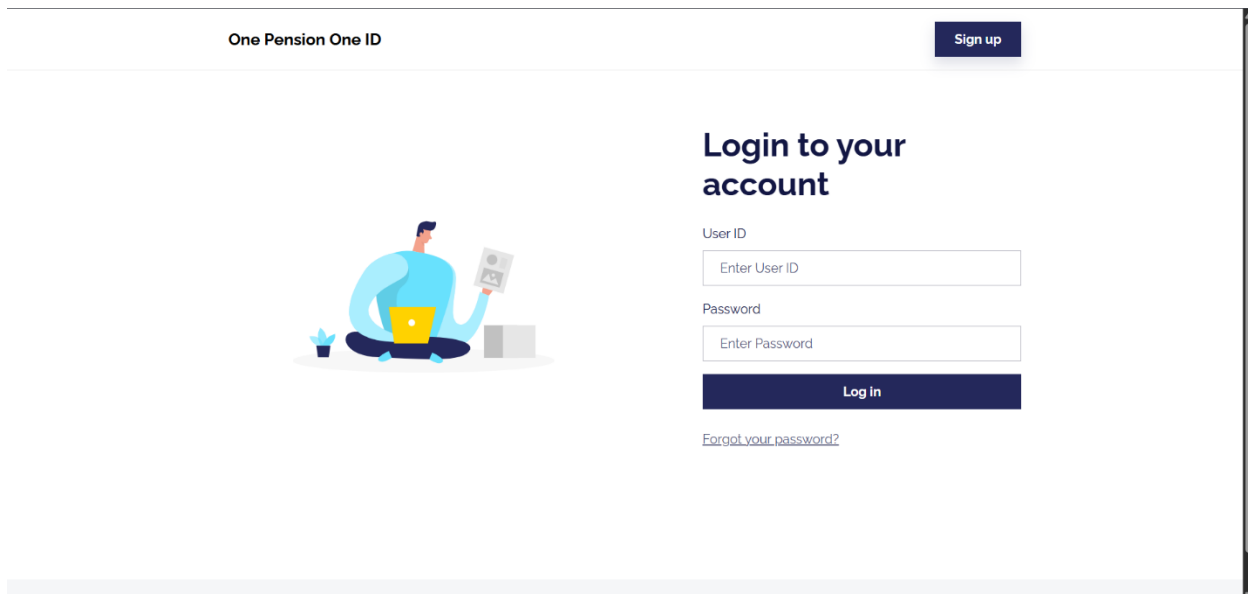 One Pension One ID
Sign up
Login to your
account
User ID
Enter User ID
Password
Enter Password
Log in
Forgot your password?